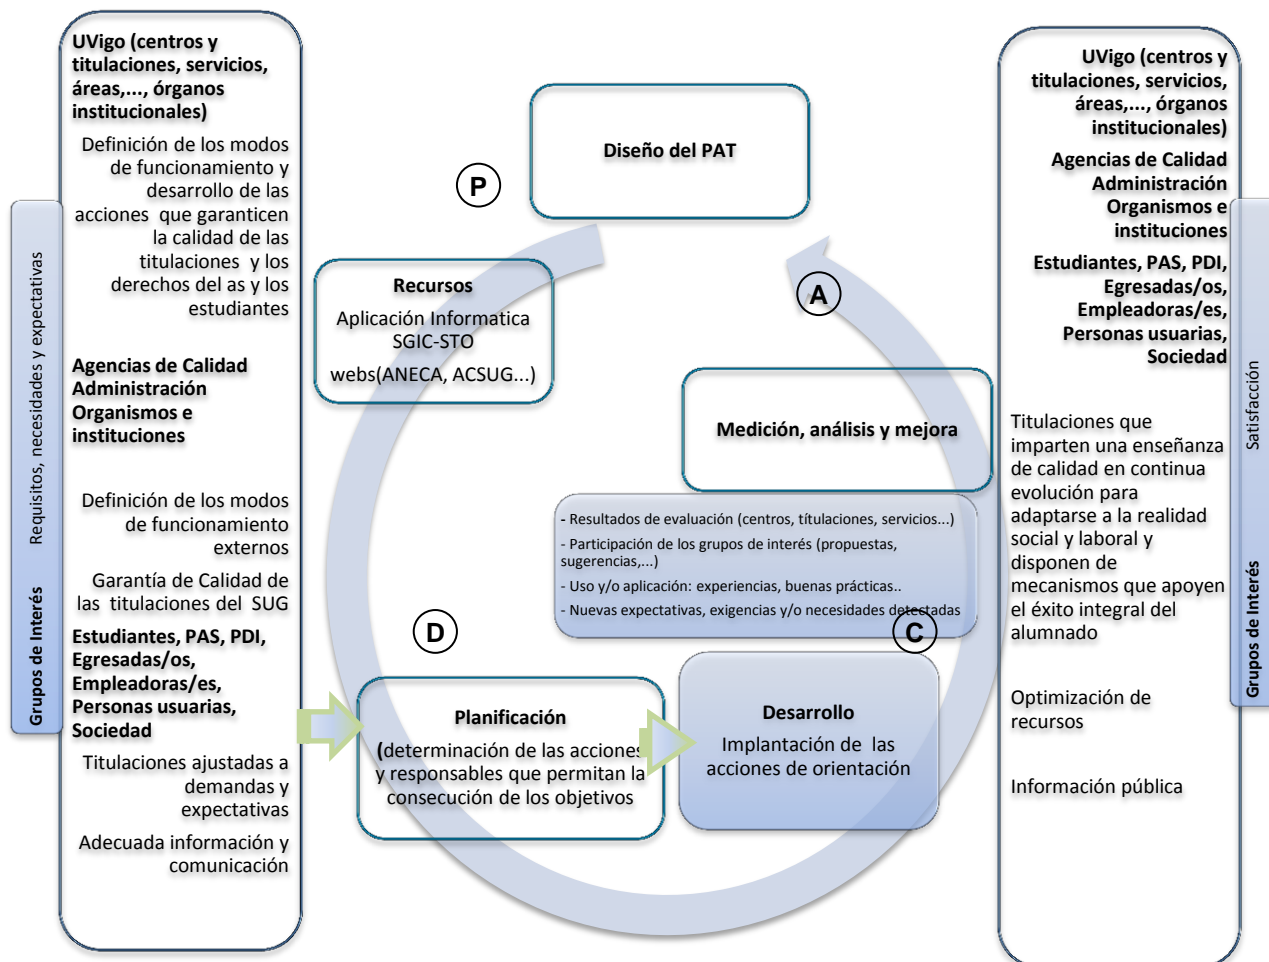 UVigo (centros y
titulaciones, servicios,
áreas,..., órganos
institucionales)
Definición de los modos
de funcionamiento y
desarrollo de las
acciones que garanticen
la calidad de las
titulaciones y los
derechos del as y los
estudiantes
Agencias de Calidad
Administración
Organismos e
instituciones
Definición de los modos
de funcionamiento
externos
Garantía de Calidad de
las titulaciones del SUG
Estudiantes, PAS, PDI,
Egresadas/os,
Empleadoras/es,
Personas usuarias,
Sociedad
Titulaciones ajustadas a
demandas y
expectativas
Adecuada información y
comunicación
Grupos de Interés Requisitos, necesidades y expectativas
Diseño del PAT
P
Recursos
Aplicación Informatica
SGIC-STO
webs(ANECA, ACSUG...)
A
Medición, análisis y mejora
- Resultados de evaluación (centros, títulaciones, servicios...)
- Participación de los grupos de interés (propuestas,
sugerencias,...)
- Uso y/o aplicación: experiencias, buenas prácticas..
- Nuevas expectativas, exigencias y/o necesidades detectadas
D
C
Planificación
(determinación de las acciones
y responsables que permitan la
consecución de los objetivos
Desarrollo
Implantación de las
acciones de orientación
UVigo (centros y
titulaciones, servicios,
áreas,..., órganos
institucionales)
Agencias de Calidad
Administración
Organismos e
instituciones
Estudiantes, PAS, PDI,
Egresadas/os,
Empleadoras/es,
Personas usuarias,
Sociedad
Titulaciones que
imparten una enseñanza
de calidad en continua
evolución para
adaptarse a la realidad
social y laboral y
disponen de
mecanismos que apoyen
el éxito integral del
alumnado
Optimización de
recursos
Información pública
Grupos de Interés Satisfacción